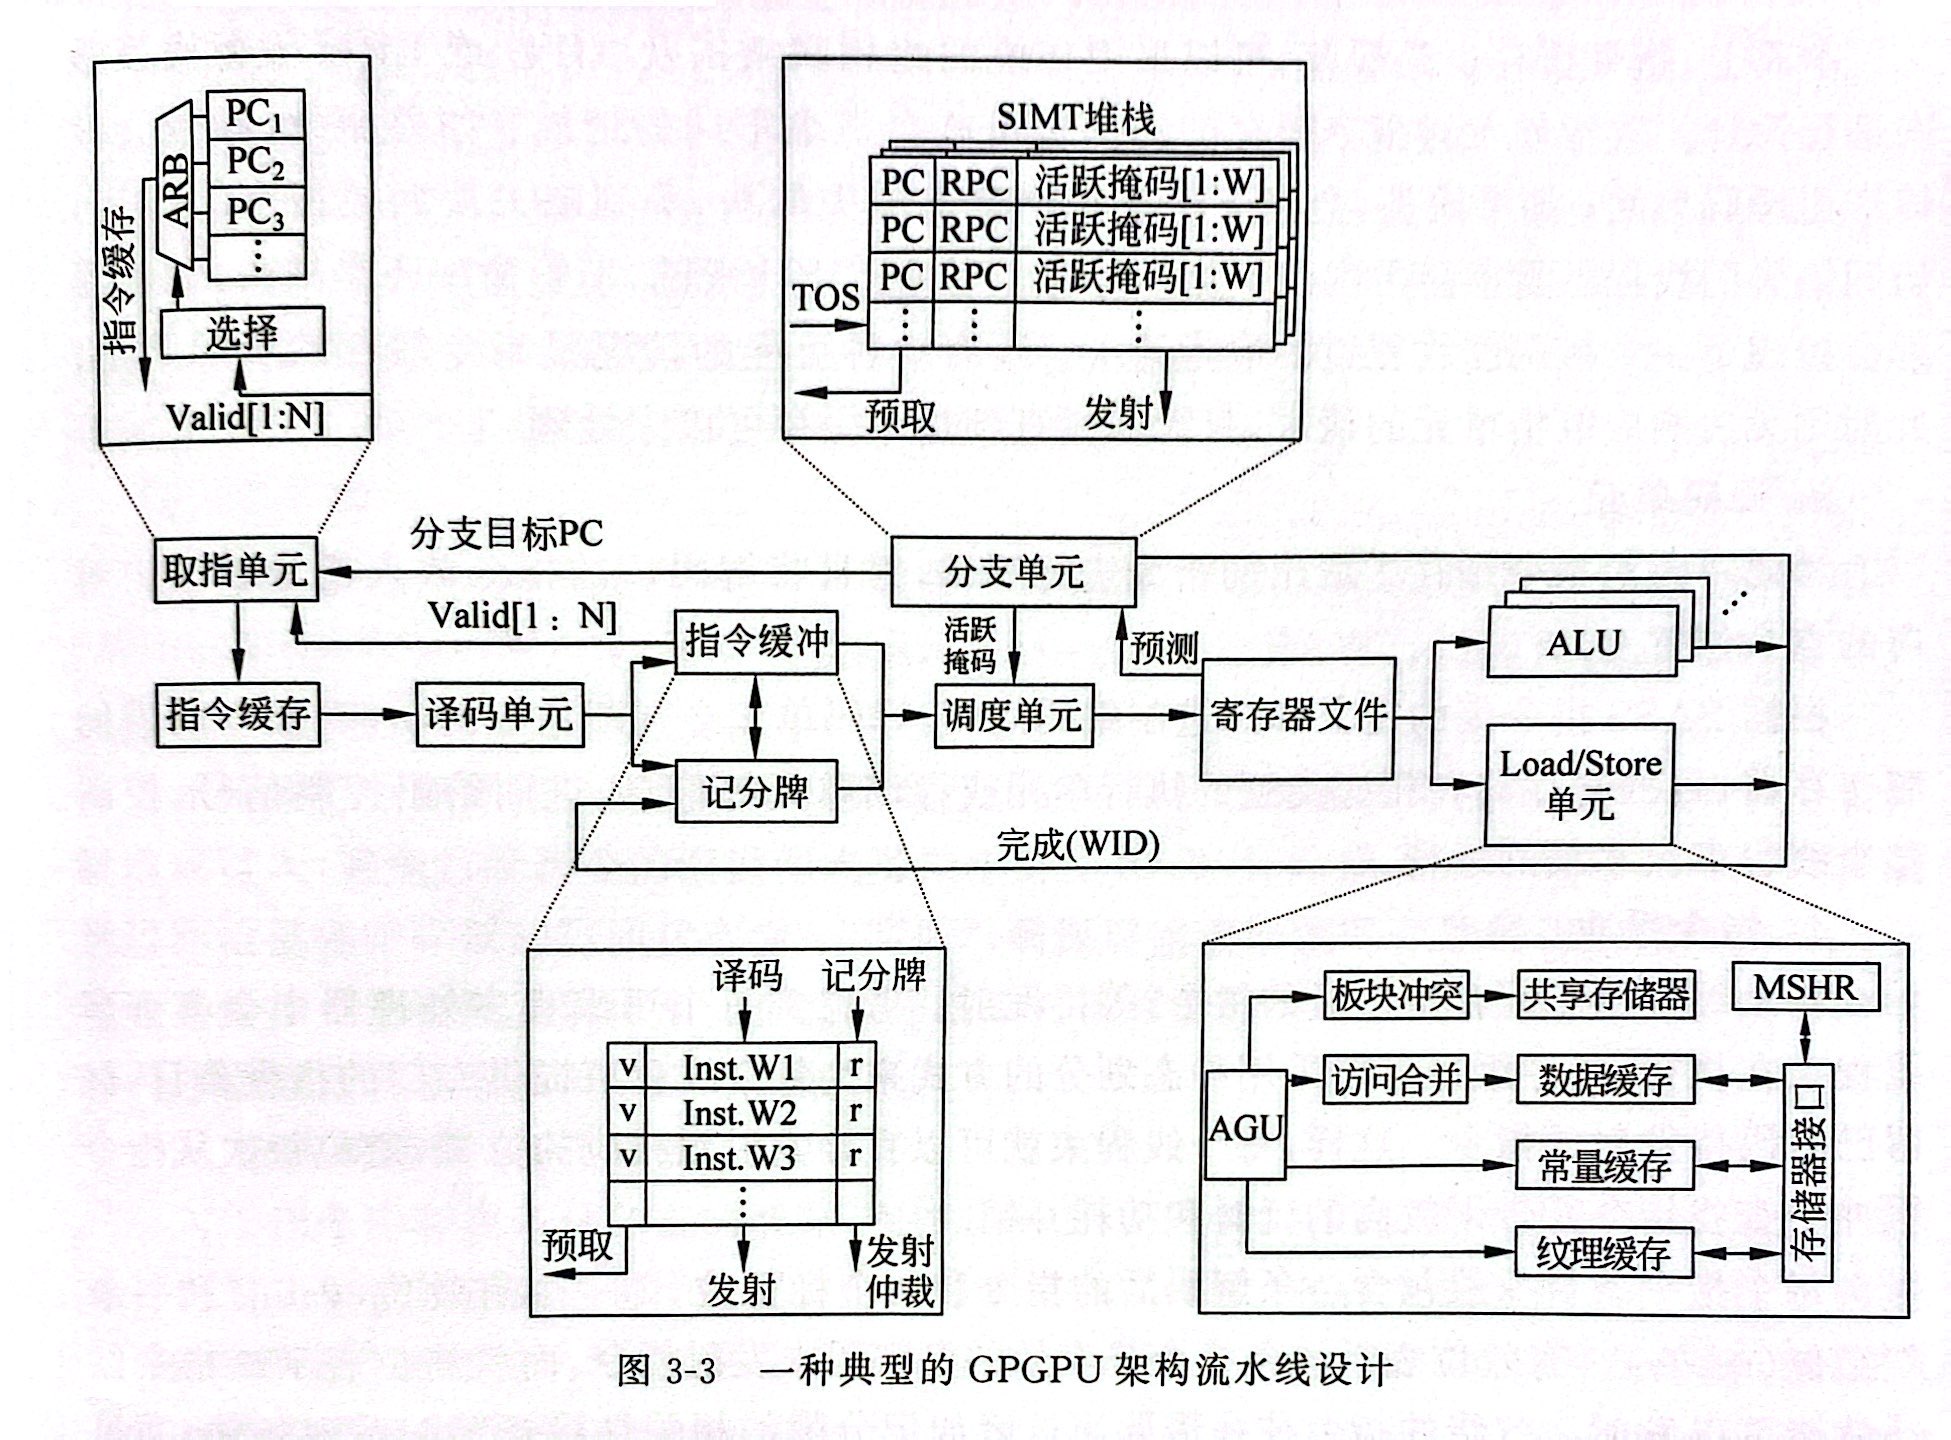 PC1
PC2
PC3
ARB
指令缓存
选择
Valid[1:N]
SIMT堆栈
PC RPC 活跃掩码[1:W]
PC RPC 活跃掩码[1:W]
PC RPC 活跃掩码[1:W]
TOS
预取
发射
取指单元
分支目标PC
分支单元
Valid[1：N]
指令缓冲
活跃
掩码
预测
ALU
指令缓存
译码单元
调度单元
寄存器文件
记分牌
Load/Store
单元
完成(WID)
译码 记分牌
v Inst.W1 r
v Inst.W2 r
v Inst.W3 r
预取
发射
发射
仲裁
板块冲突
共享存储器
MSHR
访问合并
数据缓存
AGU
常量缓存
纹理缓存
存储器接口
图 3-3 一种典型的 GPGPU 架构流水线设计